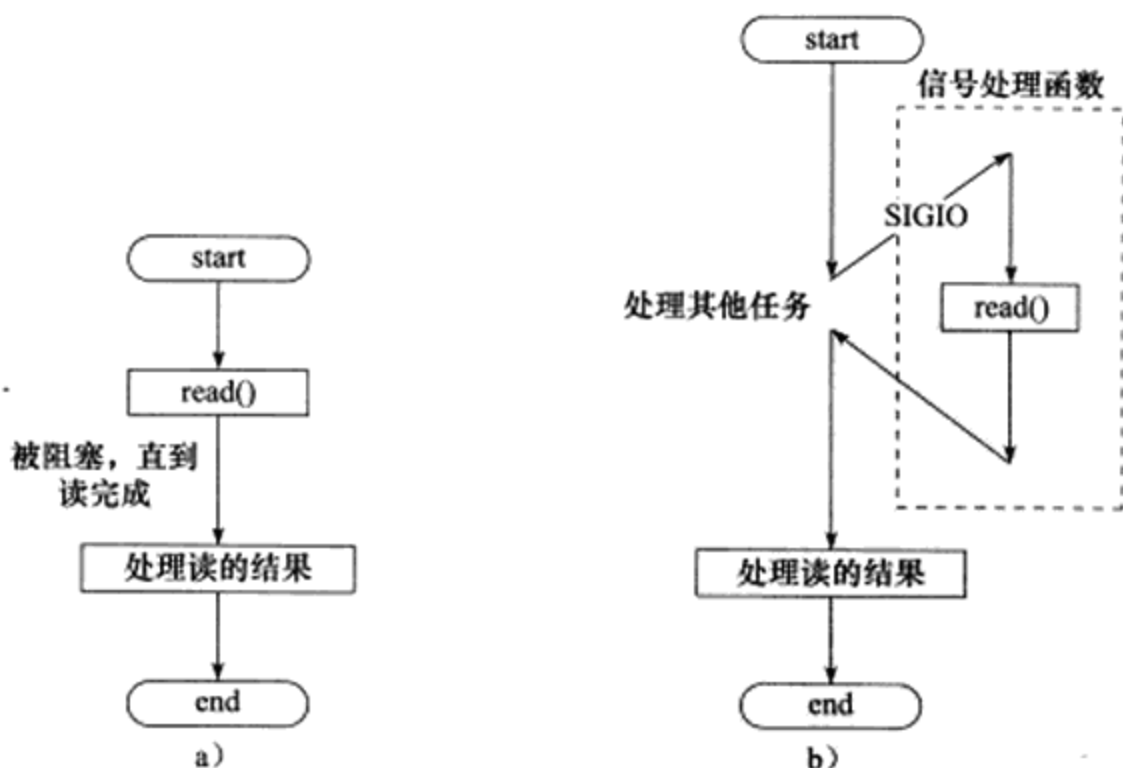 start
read()
被阻塞，直到
读完成
处理读的结果
end
a）
start
信号处理函数
SIGIO
处理其他任务
read()
处理读的结果
end
b）